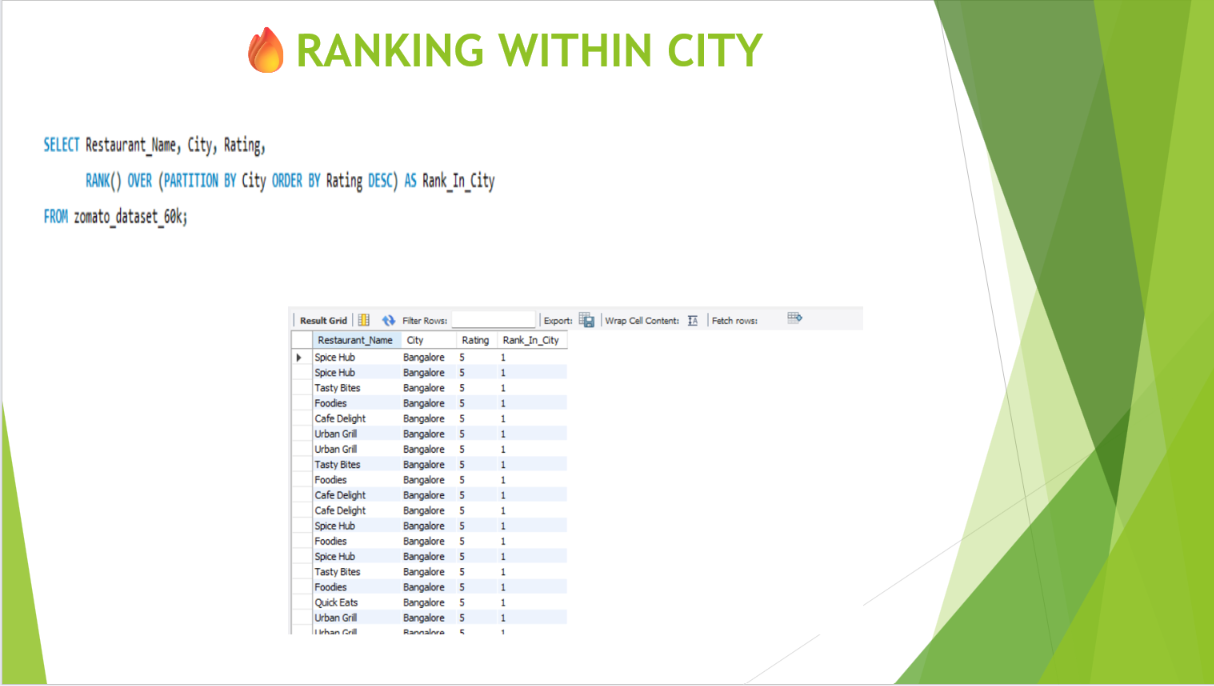 RANKING WITHIN CITY
SELECT Restaurant_Name, City, Rating,
RANK() OVER (PARTITION BY City ORDER BY Rating DESC) AS Rank_In_City
FROM zomato_dataset_60k;
Result Grid Filter Rows: Export: Wrap Cell Content: Fetch rows:
Restaurant_Name City Rating Rank_In_City
Spice Hub Bangalore 5 1
Spice Hub Bangalore 5 1
Tasty Bites Bangalore 5 1
Foodies Bangalore 5 1
Cafe Delight Bangalore 5 1
Urban Grill Bangalore 5 1
Urban Grill Bangalore 5 1
Tasty Bites Bangalore 5 1
Foodies Bangalore 5 1
Cafe Delight Bangalore 5 1
Cafe Delight Bangalore 5 1
Spice Hub Bangalore 5 1
Foodies Bangalore 5 1
Spice Hub Bangalore 5 1
Tasty Bites Bangalore 5 1
Foodies Bangalore 5 1
Quick Eats Bangalore 5 1
Urban Grill Bangalore 5 1
Urban Grill Bangalore 5 1